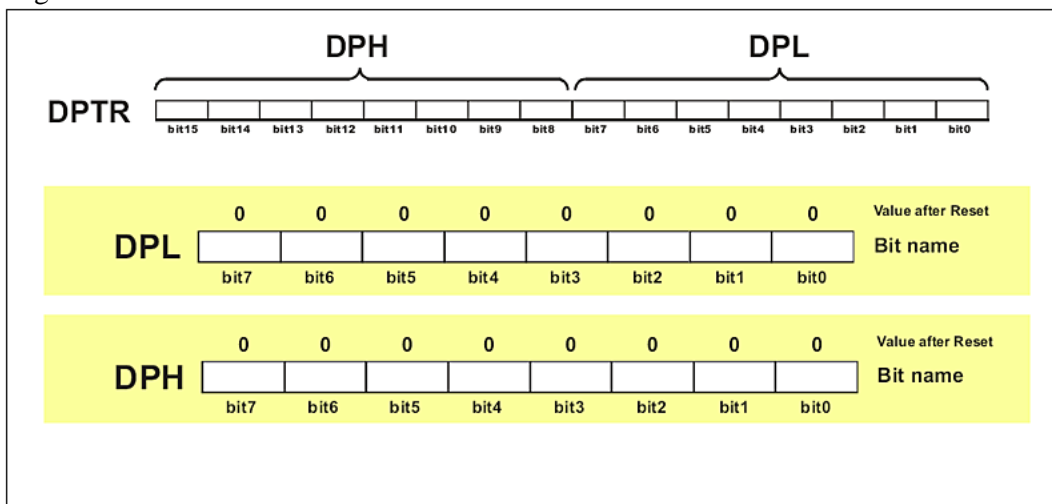 DPH DPL
DPTR
bit15 bit14 bit13 bit12 bit11 bit10 bit9 bit8 bit7 bit6 bit5 bit4 bit3 bit2 bit1 bit0
0 0 0 0 0 0 0 0 Value after Reset
DPL Bit name
bit7 bit6 bit5 bit4 bit3 bit2 bit1 bit0
0 0 0 0 0 0 0 0 Value after Reset
DPH Bit name
bit7 bit6 bit5 bit4 bit3 bit2 bit1 bit0